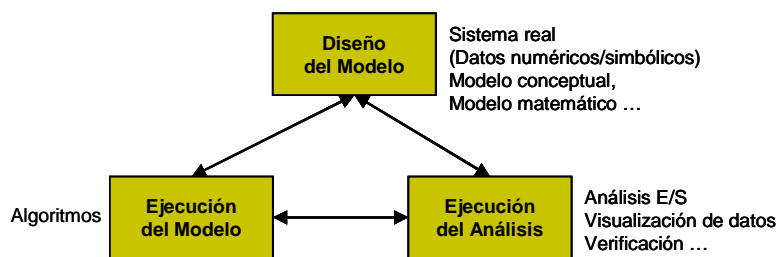 Diseño
del Modelo
Sistema real
(Datos numéricos/simbólicos)
Modelo conceptual,
Modelo matemático …
Algoritmos
Ejecución
del Modelo
Ejecución
del Análisis
Análisis E/S
Visualización de datos
Verificación …